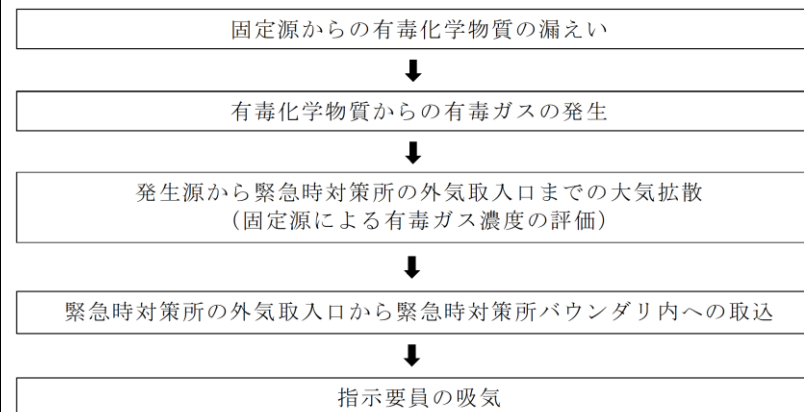 固定源からの有毒化学物質の漏えい
有毒化学物質からの有毒ガスの発生
発生源から緊急時対策所の外気取入口までの大気拡散
（固定源による有毒ガス濃度の評価）
緊急時対策所の外気取入口から緊急時対策所バウンダリ内への取込
指示要員の吸気